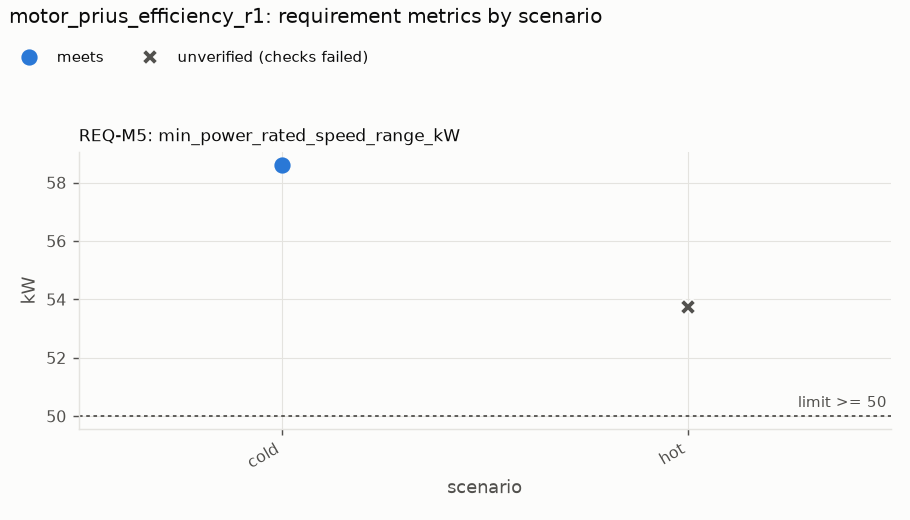 motor_prius_efficiency_r1: requirement metrics by scenario
meets
unverified (checks failed)
REQ-M5: min_power_rated_speed_range_kW
58
56
54
52
50
kW
limit >= 50
cold
hot
scenario